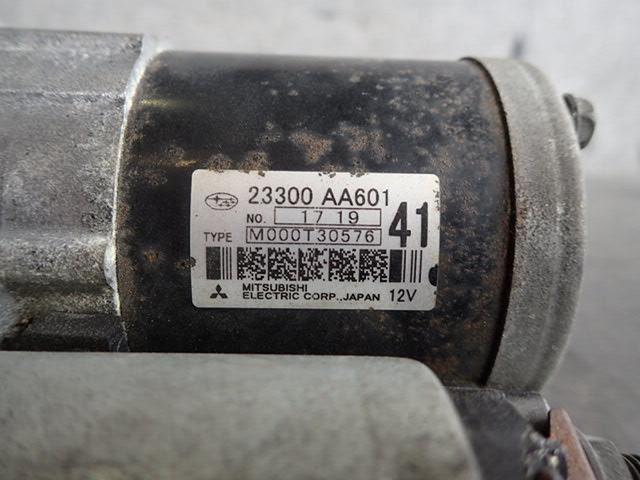 23300 AA601
NO. 17 19
TYPE M000T30576 41
MITSUBISHI
ELECTRIC CORP., JAPAN 12V